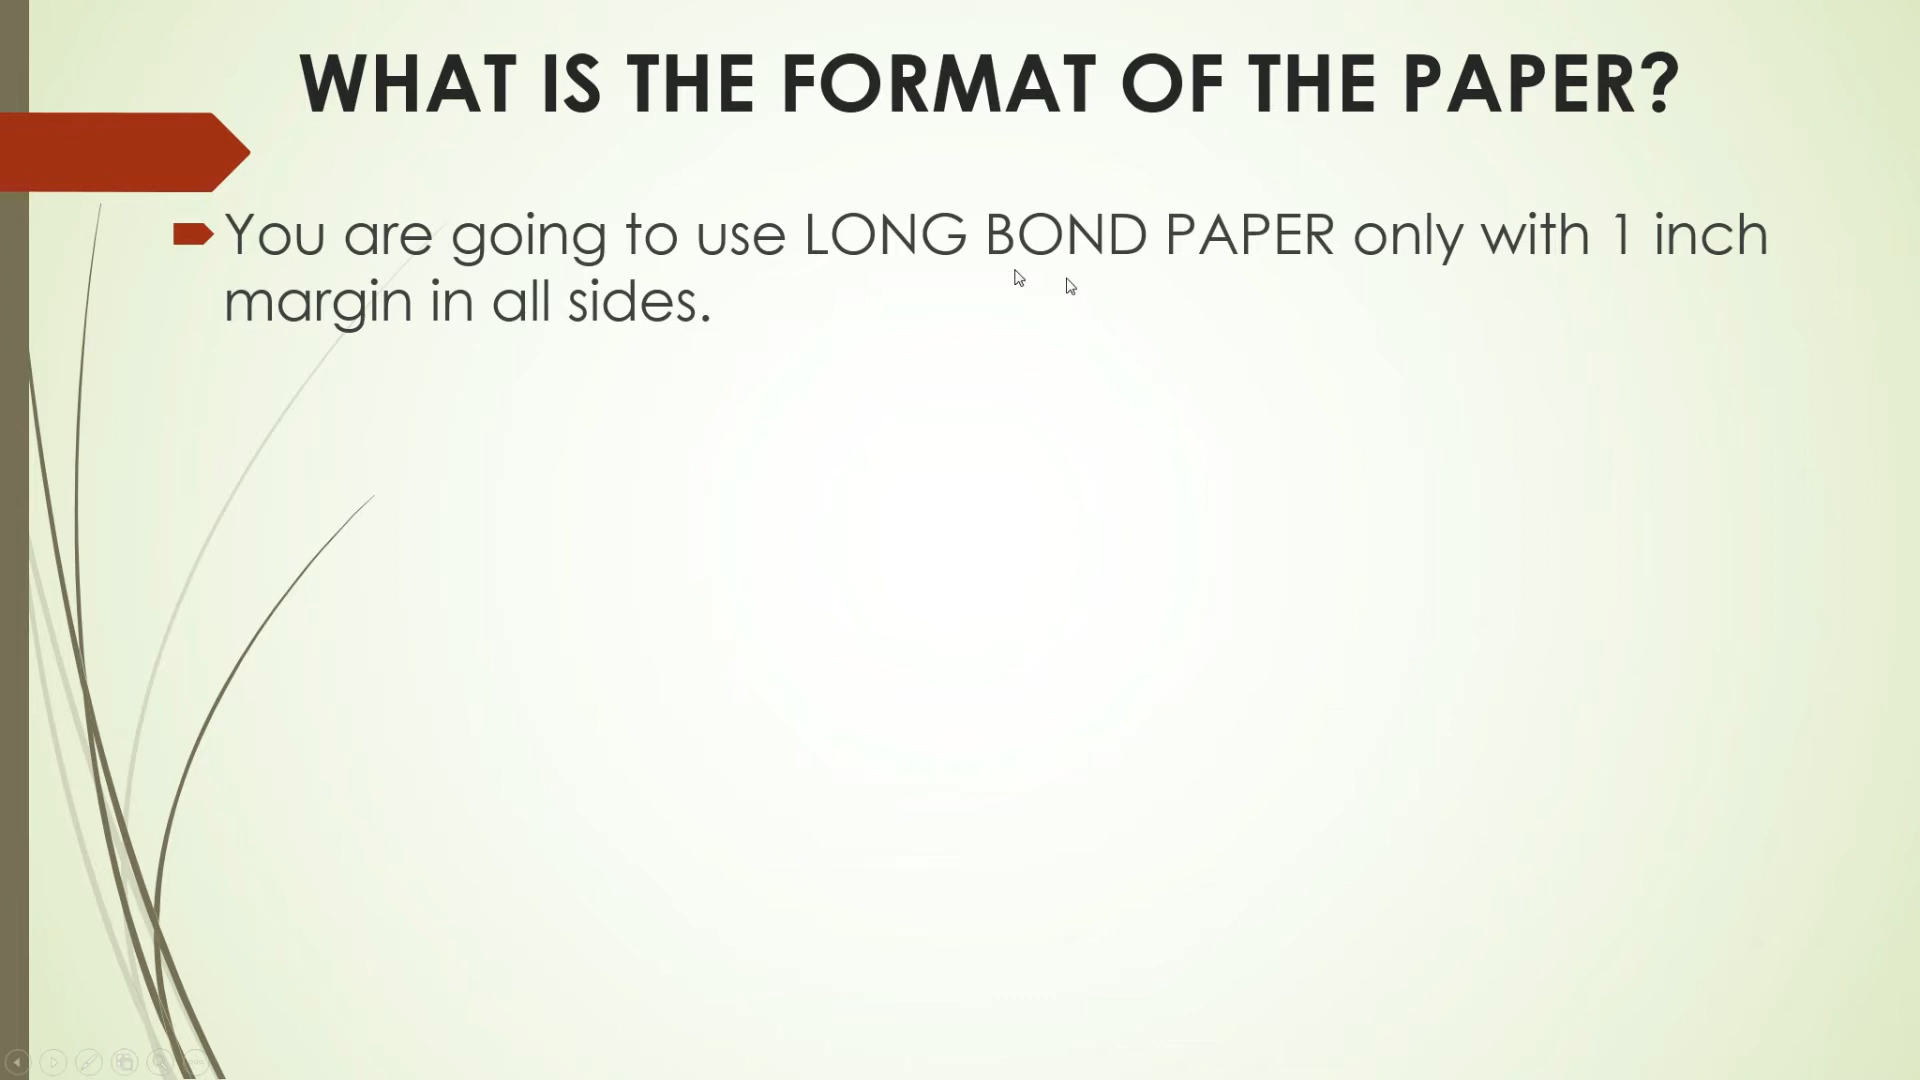 WHAT IS THE FORMAT OF THE PAPER?
You are going to use LONG BOND PAPER only with 1 inch
margin in all sides.